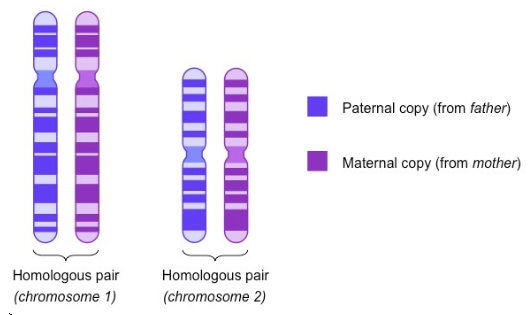 Paternal copy (from father)
Maternal copy (from mother)
Homologous pair
(chromosome 1)
Homologous pair
(chromosome 2)